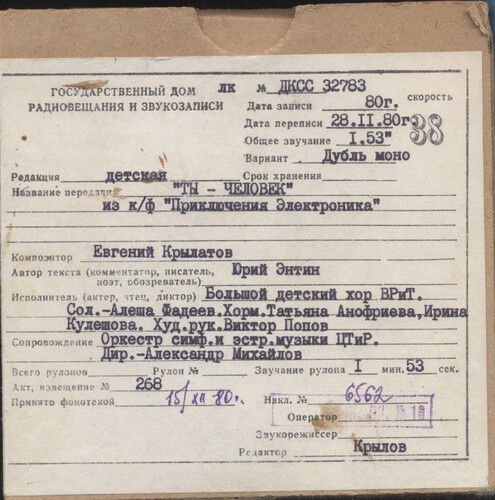 ГОСУДАРСТВЕННЫЙ ДОМ
РАДИОВЕЩАНИЯ И ЗВУКОЗАПИСИ
ЛК № ДКСС 32783
Дата записи 80г. скорость
Дата переписи 28.II.80г. 38
Общее звучание I.53"
Вариант Дубль моно
Редакция детская Срок хранения
Название передачи "ТЫ - ЧЕЛОВЕК"
из к/ф "Приключения Электроника"
Композитор Евгений Крылатов
Автор текста (комментатор, писатель, поэт, обозреватель) Юрий Энтин
Исполнитель (актер, чтец, диктор) Большой детский хор ВРиТ.
Сол.-Алеша Фадеев.Хорм.Татьяна Анофриева,Ирина
Кулешова. Худ.рук.Виктор Попов
Сопровождение Оркестр симф.и эстр.музыки ЦТиР.
Дир.-Александр Михайлов
Всего рулонов Рулон № Звучание рулона I мин. 53 сек.
Акт, извещение № 268
Принято фонотекой 15/XII 80г. Накл. № 6562
Оператор
Звукорежиссер
Редактор Крылов